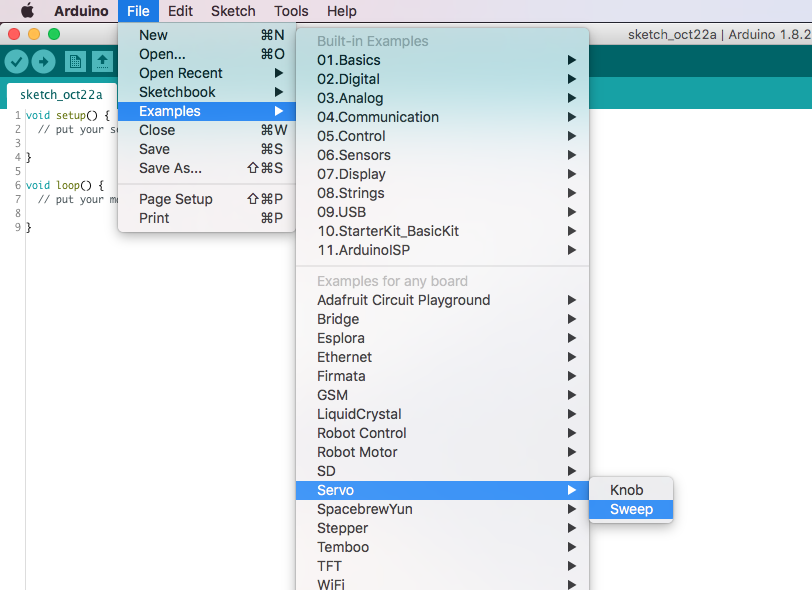 Arduino File Edit Sketch Tools Help
sketch_oct22a | Arduino 1.8.2
New ⌘N
Open... ⌘O
Open Recent
Sketchbook
Examples
Close ⌘W
Save ⌘S
Save As... ⇧⌘S
Page Setup ⇧⌘P
Print ⌘P
sketch_oct22a
1 void setup() {
2 // put your s
3
4 }
5
6 void loop() {
7 // put your m
8
9 }
Built-in Examples
01.Basics
02.Digital
03.Analog
04.Communication
05.Control
06.Sensors
07.Display
08.Strings
09.USB
10.StarterKit_BasicKit
11.ArduinoISP
Examples for any board
Adafruit Circuit Playground
Bridge
Esplora
Ethernet
Firmata
GSM
LiquidCrystal
Robot Control
Robot Motor
SD
Servo
SpacebrewYun
Stepper
Temboo
TFT
WiFi
Knob
Sweep